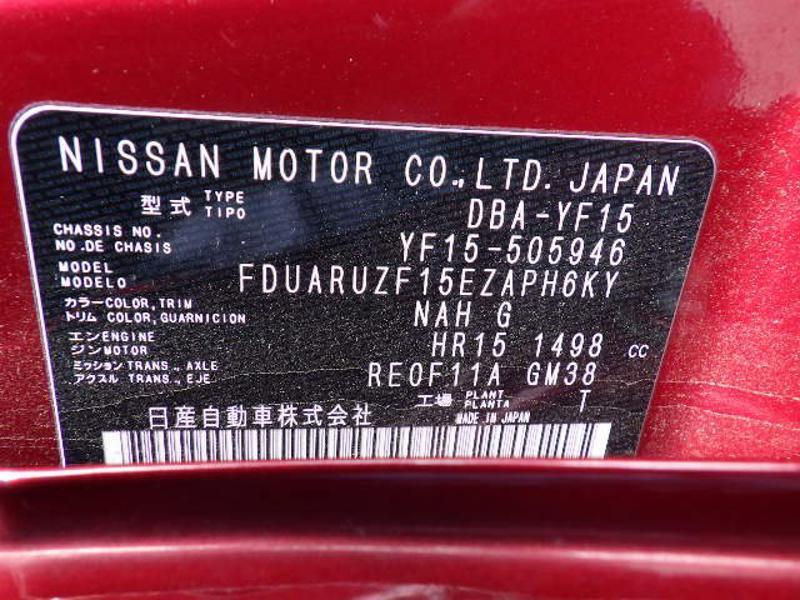 NISSAN MOTOR CO.,LTD. JAPAN
型式 TYPE TIPO DBA-YF15
CHASSIS NO.
NO.DE CHASIS YF15-505946
MODEL
MODELO FDUARUZF15EZAPH6KY
カラー COLOR,TRIM
トリム COLOR,GUARNICION NAH G
エンENGINE
ジンMOTOR HR15 1498 CC
ミッション TRANS., AXLE
アクスル TRANS., EJE RE0F11A GM38
工場 PLANT PLANTA T
日産自動車株式会社 MADE IN JAPAN